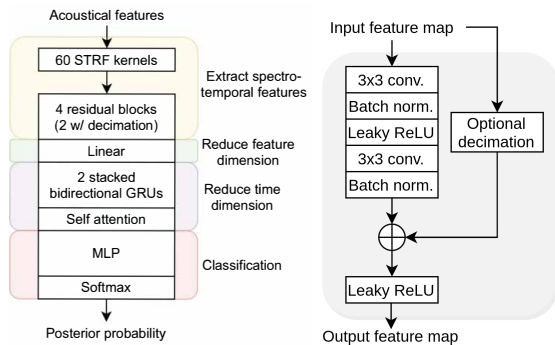 Acoustical features
60 STRF kernels
Extract spectro-
temporal features
4 residual blocks
(2 w/ decimation)
Linear
Reduce feature
dimension
2 stacked
bidirectional GRUs
Reduce time
dimension
Self attention
MLP
Classification
Softmax
Posterior probability
Input feature map
3x3 conv.
Batch norm.
Leaky ReLU
3x3 conv.
Batch norm.
Optional
decimation
Leaky ReLU
Output feature map